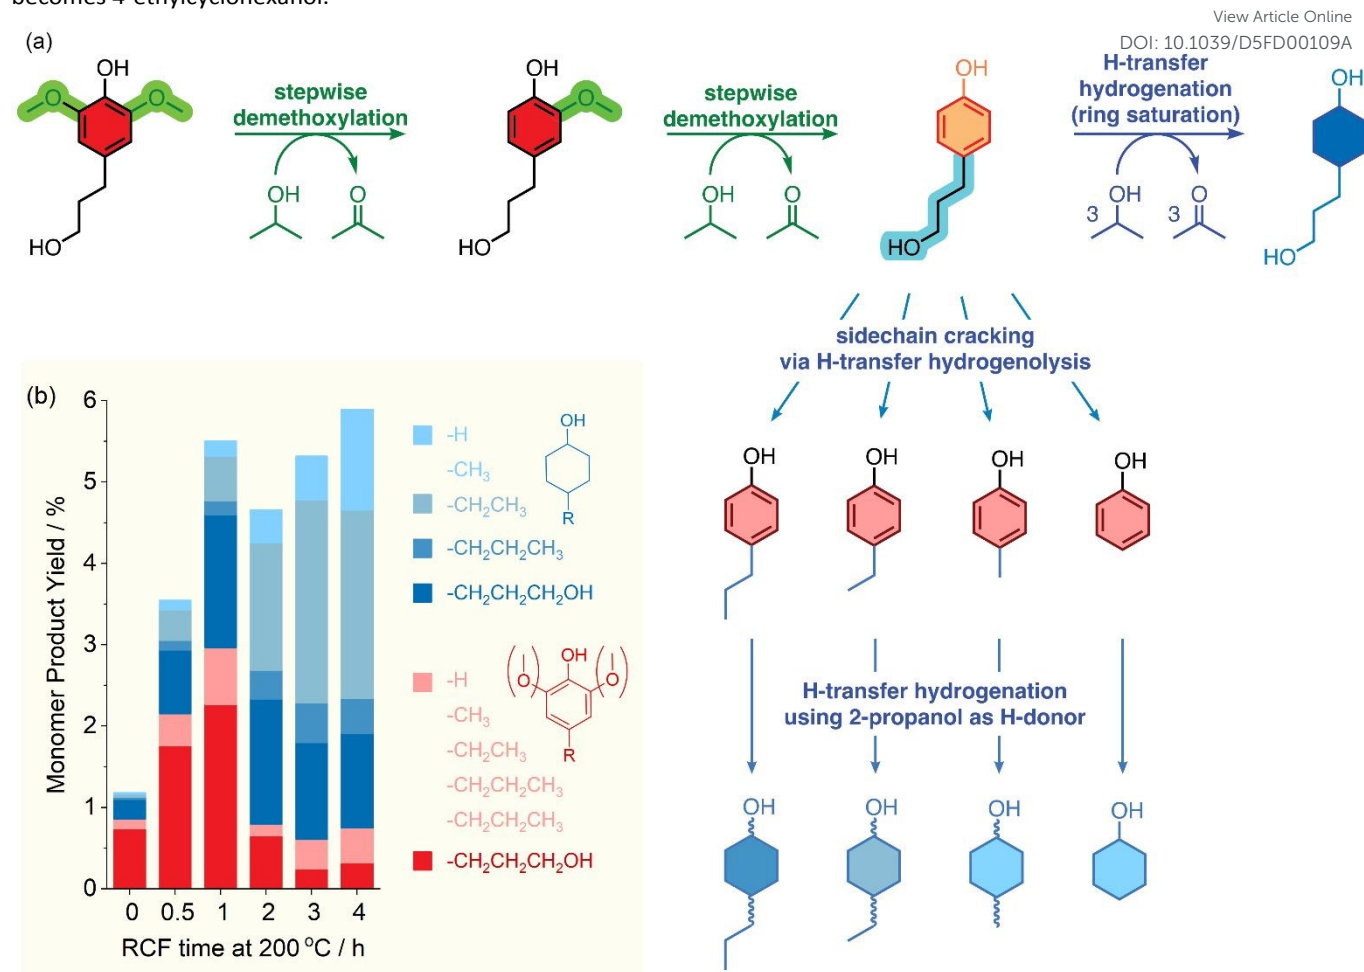 becomes 4-ethylcyclohexanol.
View Article Online
DOI: 10.1039/D5FD00109A
(a)
OH
O
O
HO
stepwise
demethoxylation
OH
O
OH
O
HO
stepwise
demethoxylation
OH
O
OH
HO
H-transfer
hydrogenation
(ring saturation)
3 OH
3 O
OH
HO
sidechain cracking
via H-transfer hydrogenolysis
OH
OH
OH
OH
H-transfer hydrogenation
using 2-propanol as H-donor
OH
OH
OH
OH
(b)
Monomer Product Yield / %
6
5
4
3
2
1
0
0 0.5 1 2 3 4
RCF time at 200 °C / h
-H
-CH₃
-CH₂CH₃
-CH₂CH₂CH₃
-CH₂CH₂CH₂OH
OH
R
-H
-CH₃
-CH₂CH₃
-CH₂CH₂CH₃
-CH₂CH₂CH₃
-CH₂CH₂CH₂OH
( O ) OH ( O )
R